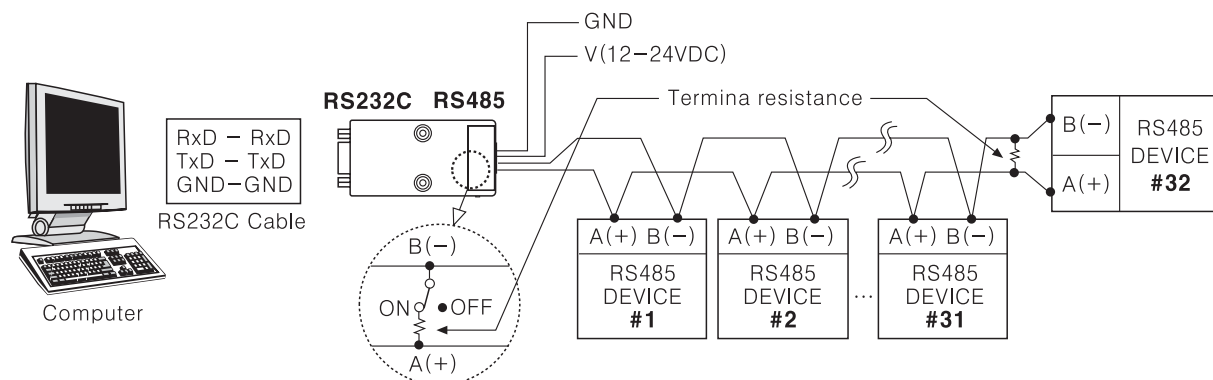 GND
V(12-24VDC)
RS232C RS485
Termina resistance
RxD - RxD
TxD - TxD
GND-GND
RS232C Cable
Computer
B(-)
ON OFF
A(+)
A(+) B(-)
RS485
DEVICE
#1
A(+) B(-)
RS485
DEVICE
#2
...
A(+) B(-)
RS485
DEVICE
#31
B(-)
A(+)
RS485
DEVICE
#32